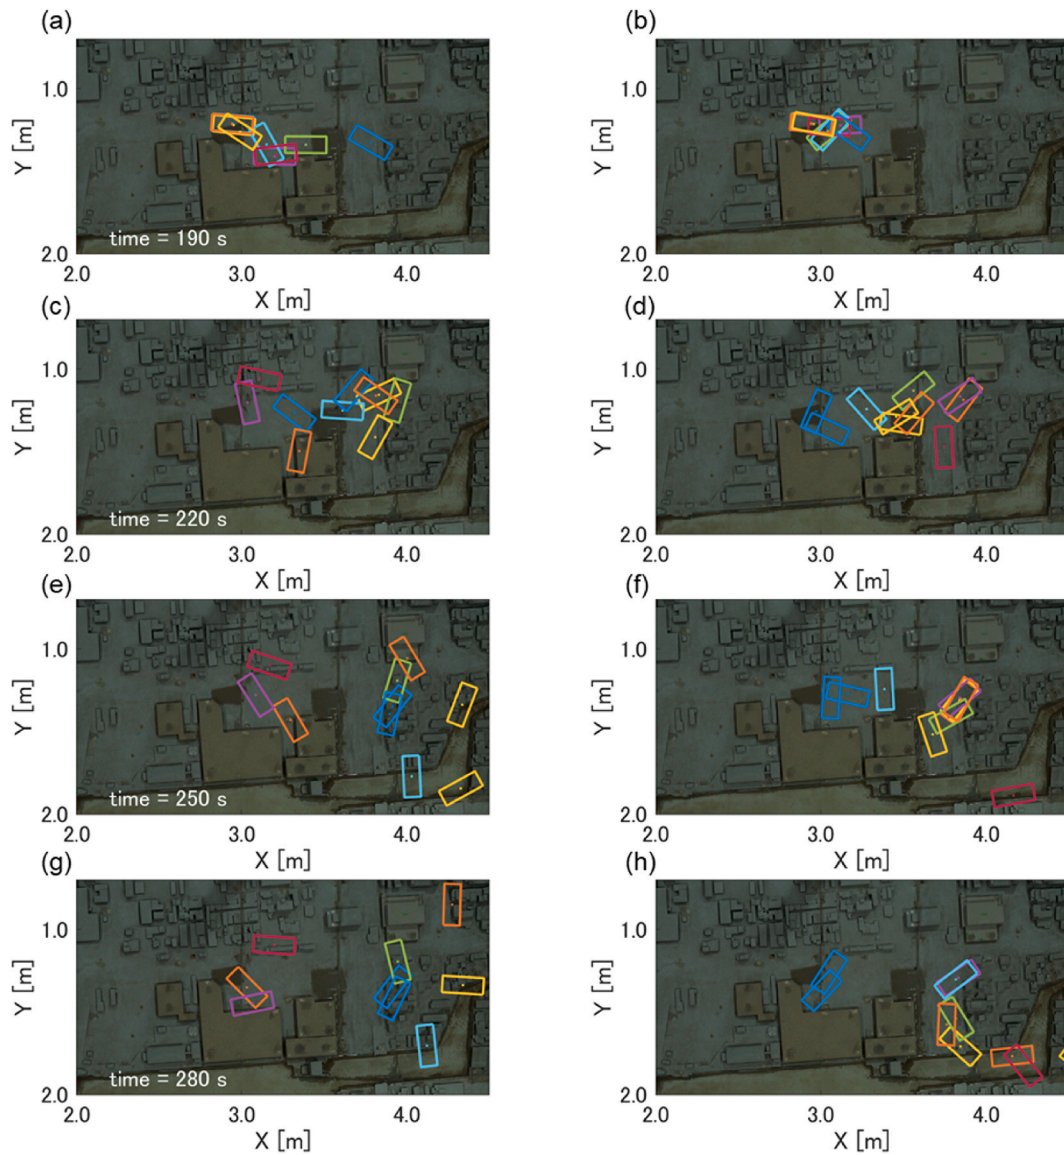 (a)
(b)
1.0
1.0
Y [m]
Y [m]
time = 190 s
2.0
2.0
2.0 3.0 4.0
2.0 3.0 4.0
X [m]
X [m]
(c)
(d)
1.0
1.0
Y [m]
Y [m]
time = 220 s
2.0
2.0
2.0 3.0 4.0
2.0 3.0 4.0
X [m]
X [m]
(e)
(f)
1.0
1.0
Y [m]
Y [m]
time = 250 s
2.0
2.0
2.0 3.0 4.0
2.0 3.0 4.0
X [m]
X [m]
(g)
(h)
1.0
1.0
Y [m]
Y [m]
time = 280 s
2.0
2.0
2.0 3.0 4.0
2.0 3.0 4.0
X [m]
X [m]